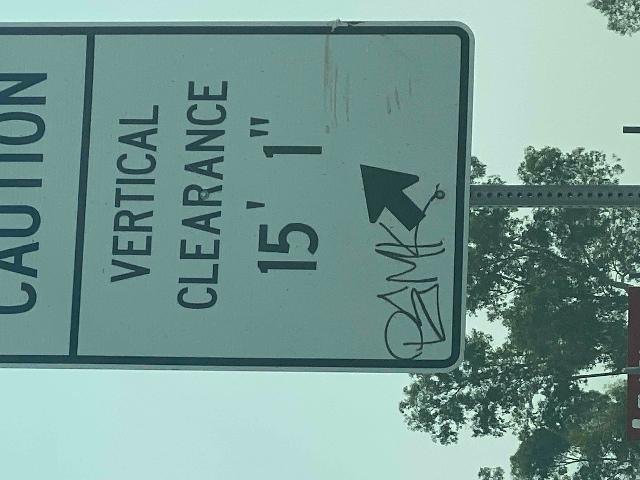 CAUTION
VERTICAL
CLEARANCE
15' 1"